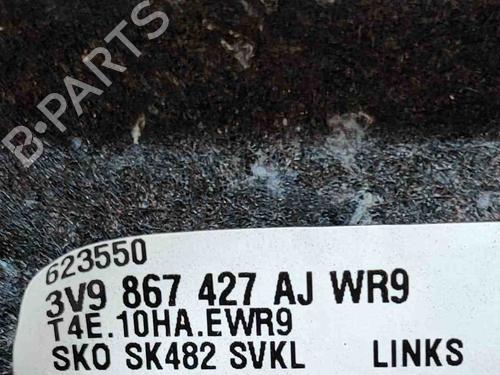 B-PARTS
623550
3V9 867 427 AJ WR9
T4E.10HA.EWR9
SKO SK482 SVKL LINKS